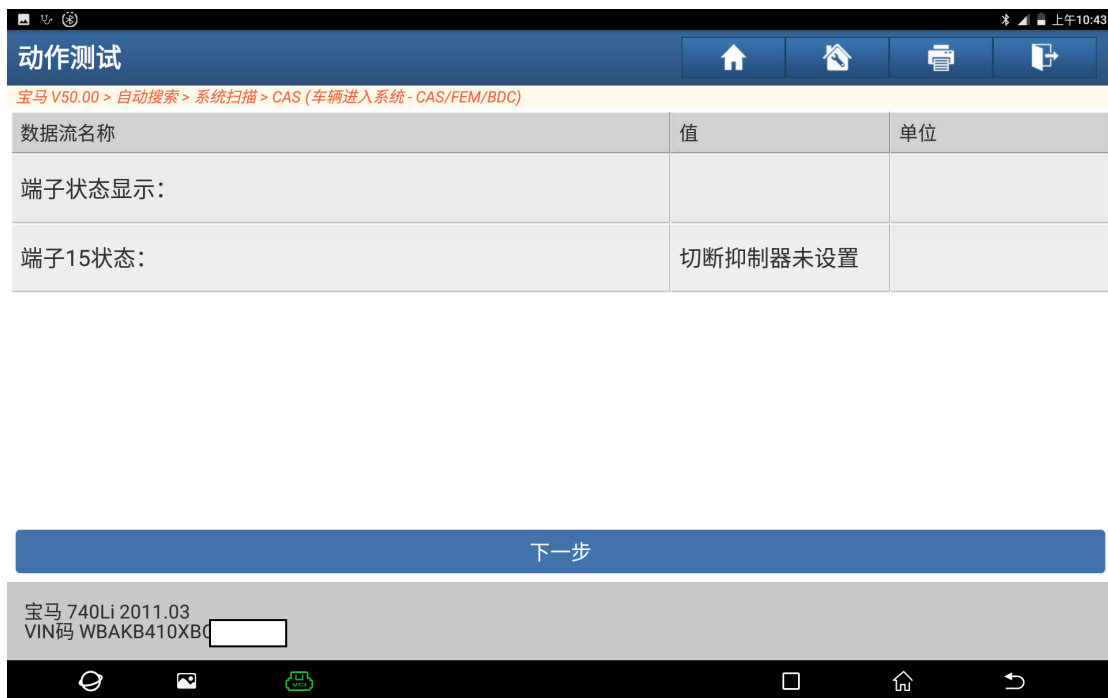 上午10:43
动作测试
宝马 V50.00 > 自动搜索 > 系统扫描 > CAS (车辆进入系统 - CAS/FEM/BDC)
数据流名称 值 单位
端子状态显示：
端子15状态： 切断抑制器未设置
下一步
宝马 740Li 2011.03
VIN码 WBAKB410XB
VCI